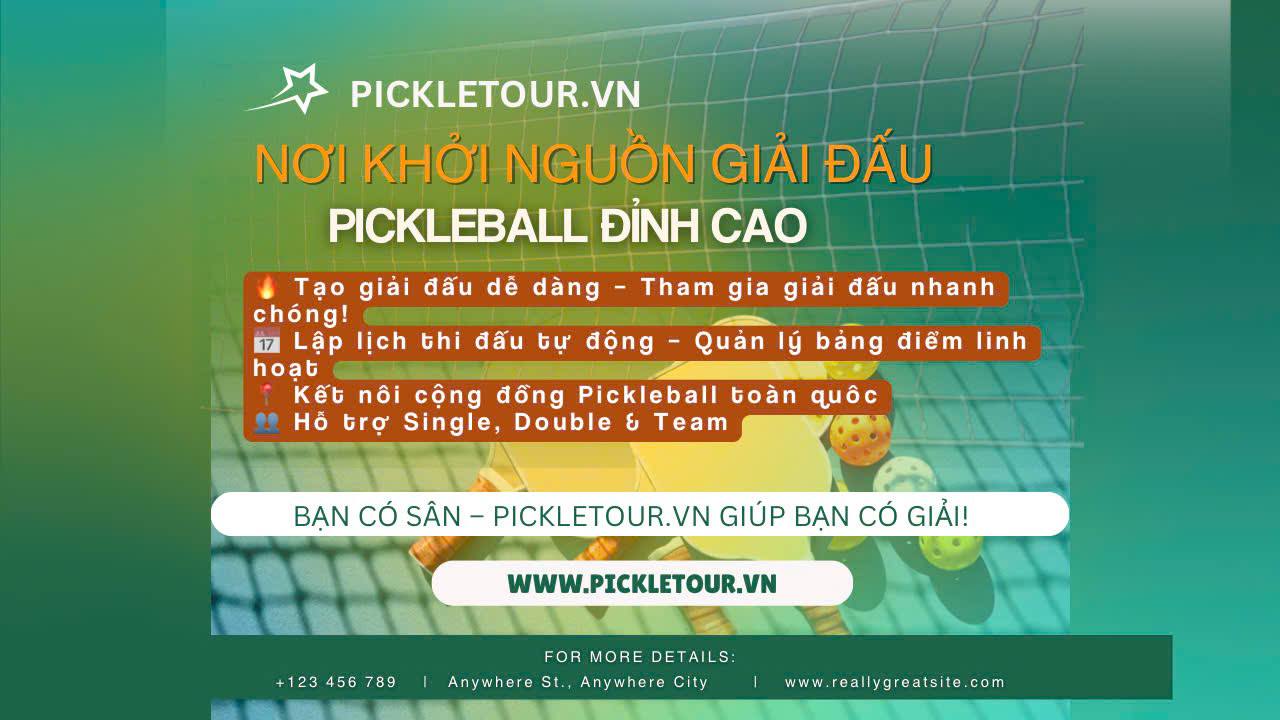 PICKLETOUR.VN
NƠI KHỞI NGUỒN GIẢI ĐẤU
PICKLEBALL ĐỈNH CAO
🔥 Tạo giải đấu dễ dàng – Tham gia giải đấu nhanh
chóng!
📅 Lập lịch thi đấu tự động – Quản lý bảng điểm linh
hoạt
📍 Kết nôi cộng đồng Pickleball toàn quôc
👥 Hỗ trợ Single, Double & Team
BẠN CÓ SÂN – PICKLETOUR.VN GIÚP BẠN CÓ GIẢI!
WWW.PICKLETOUR.VN
FOR MORE DETAILS:
+123 456 789 | Anywhere St., Anywhere City | www.reallygreatsite.com